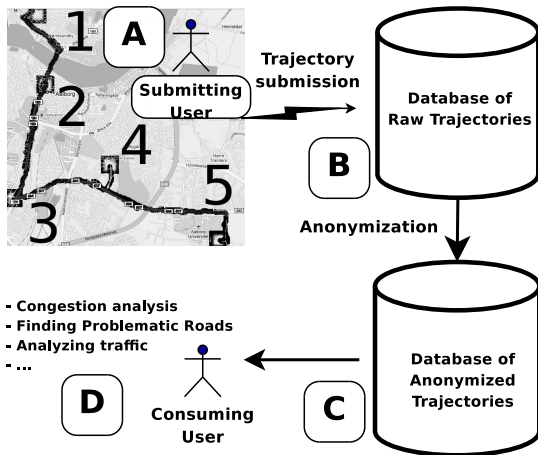 1
A
Submitting
User
Trajectory
submission
Database of
Raw Trajectories
Aalborg
2
4
B
5
3
Anonymization
- Congestion analysis
- Finding Problematic Roads
- Analyzing traffic
- ...
D
Consuming
User
C
Database of
Anonymized
Trajectories